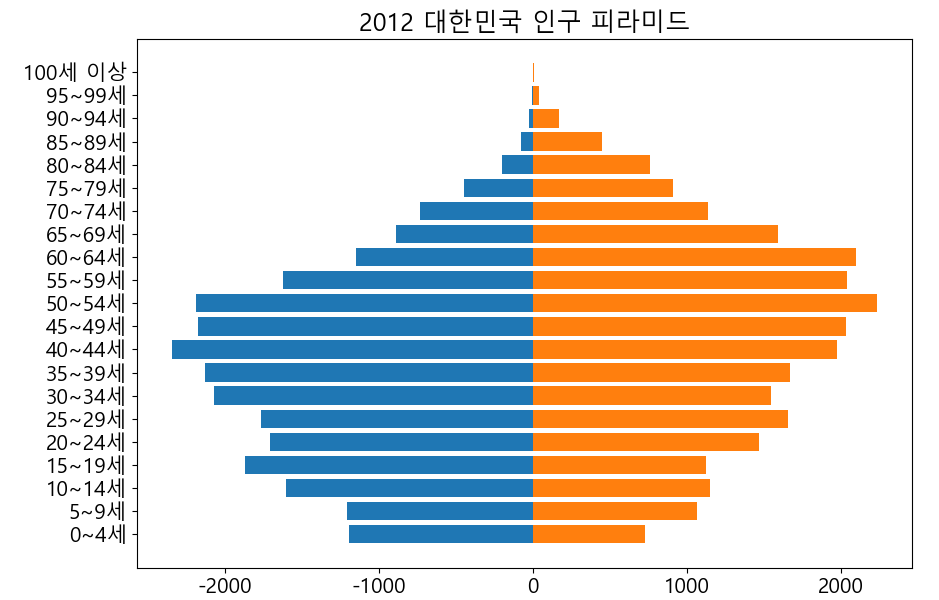 2012 대한민국 인구 피라미드
100세 이상
95~99세
90~94세
85~89세
80~84세
75~79세
70~74세
65~69세
60~64세
55~59세
50~54세
45~49세
40~44세
35~39세
30~34세
25~29세
20~24세
15~19세
10~14세
5~9세
0~4세
-2000 -1000 0 1000 2000